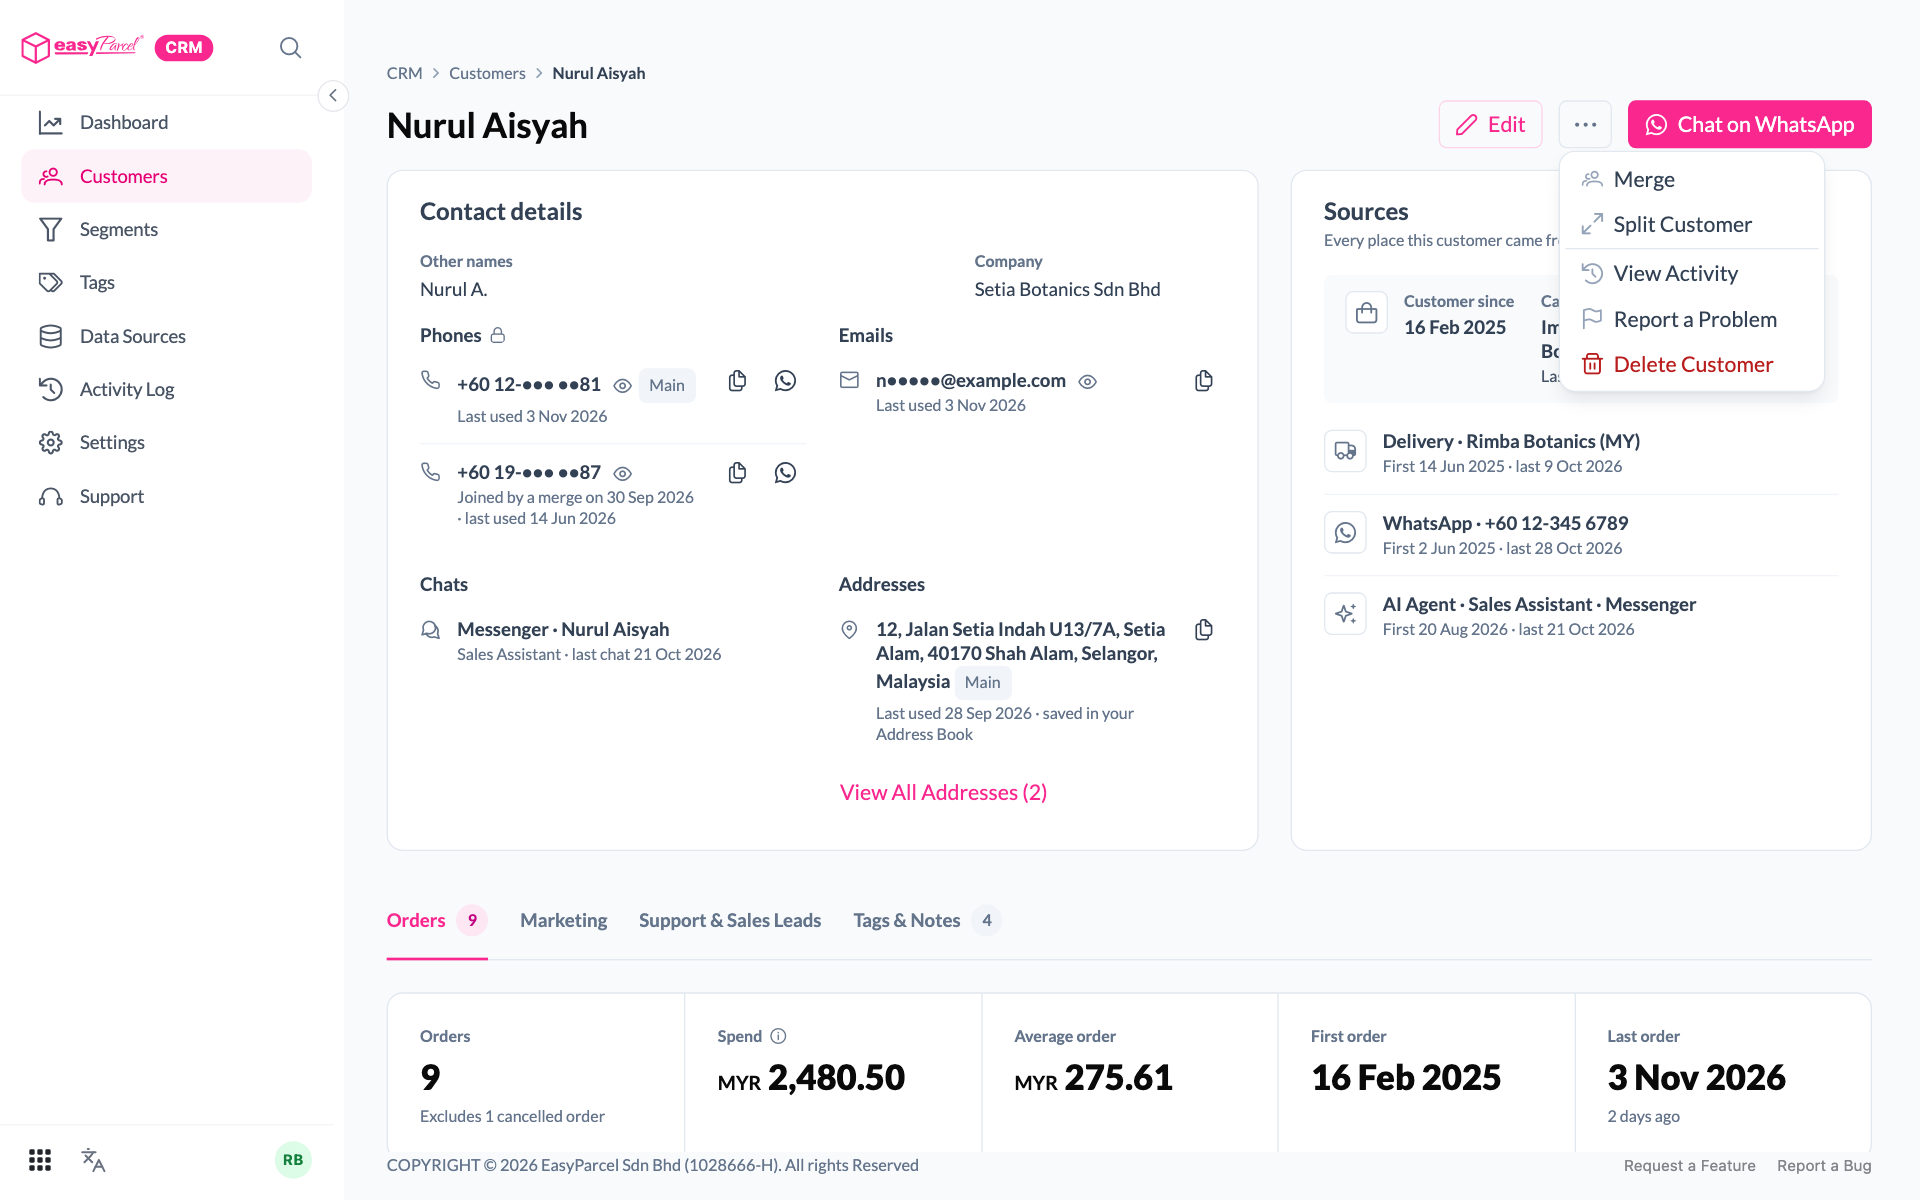 easyParcel CRM
Dashboard
Customers
Segments
Tags
Data Sources
Activity Log
Settings
Support
RB
CRM > Customers > Nurul Aisyah
Nurul Aisyah
Edit
Chat on WhatsApp
Merge
Split Customer
View Activity
Report a Problem
Delete Customer
Contact details
Other names
Nurul A.
Company
Setia Botanics Sdn Bhd
Phones
+60 12-●●● ●●81 Main
Last used 3 Nov 2026
+60 19-●●● ●●87
Joined by a merge on 30 Sep 2026
· last used 14 Jun 2026
Emails
n●●●●●@example.com
Last used 3 Nov 2026
Chats
Messenger · Nurul Aisyah
Sales Assistant · last chat 21 Oct 2026
Addresses
12, Jalan Setia Indah U13/7A, Setia
Alam, 40170 Shah Alam, Selangor,
Malaysia Main
Last used 28 Sep 2026 · saved in your
Address Book
View All Addresses (2)
Sources
Every place this customer came
Customer since
16 Feb 2025
Delivery · Rimba Botanics (MY)
First 14 Jun 2025 · last 9 Oct 2026
WhatsApp · +60 12-345 6789
First 2 Jun 2025 · last 28 Oct 2026
AI Agent · Sales Assistant · Messenger
First 20 Aug 2026 · last 21 Oct 2026
Orders 9
Marketing
Support & Sales Leads
Tags & Notes 4
Orders
9
Excludes 1 cancelled order
Spend
MYR 2,480.50
Average order
MYR 275.61
First order
16 Feb 2025
Last order
3 Nov 2026
2 days ago
COPYRIGHT © 2026 EasyParcel Sdn Bhd (1028666-H). All rights Reserved
Request a Feature
Report a Bug